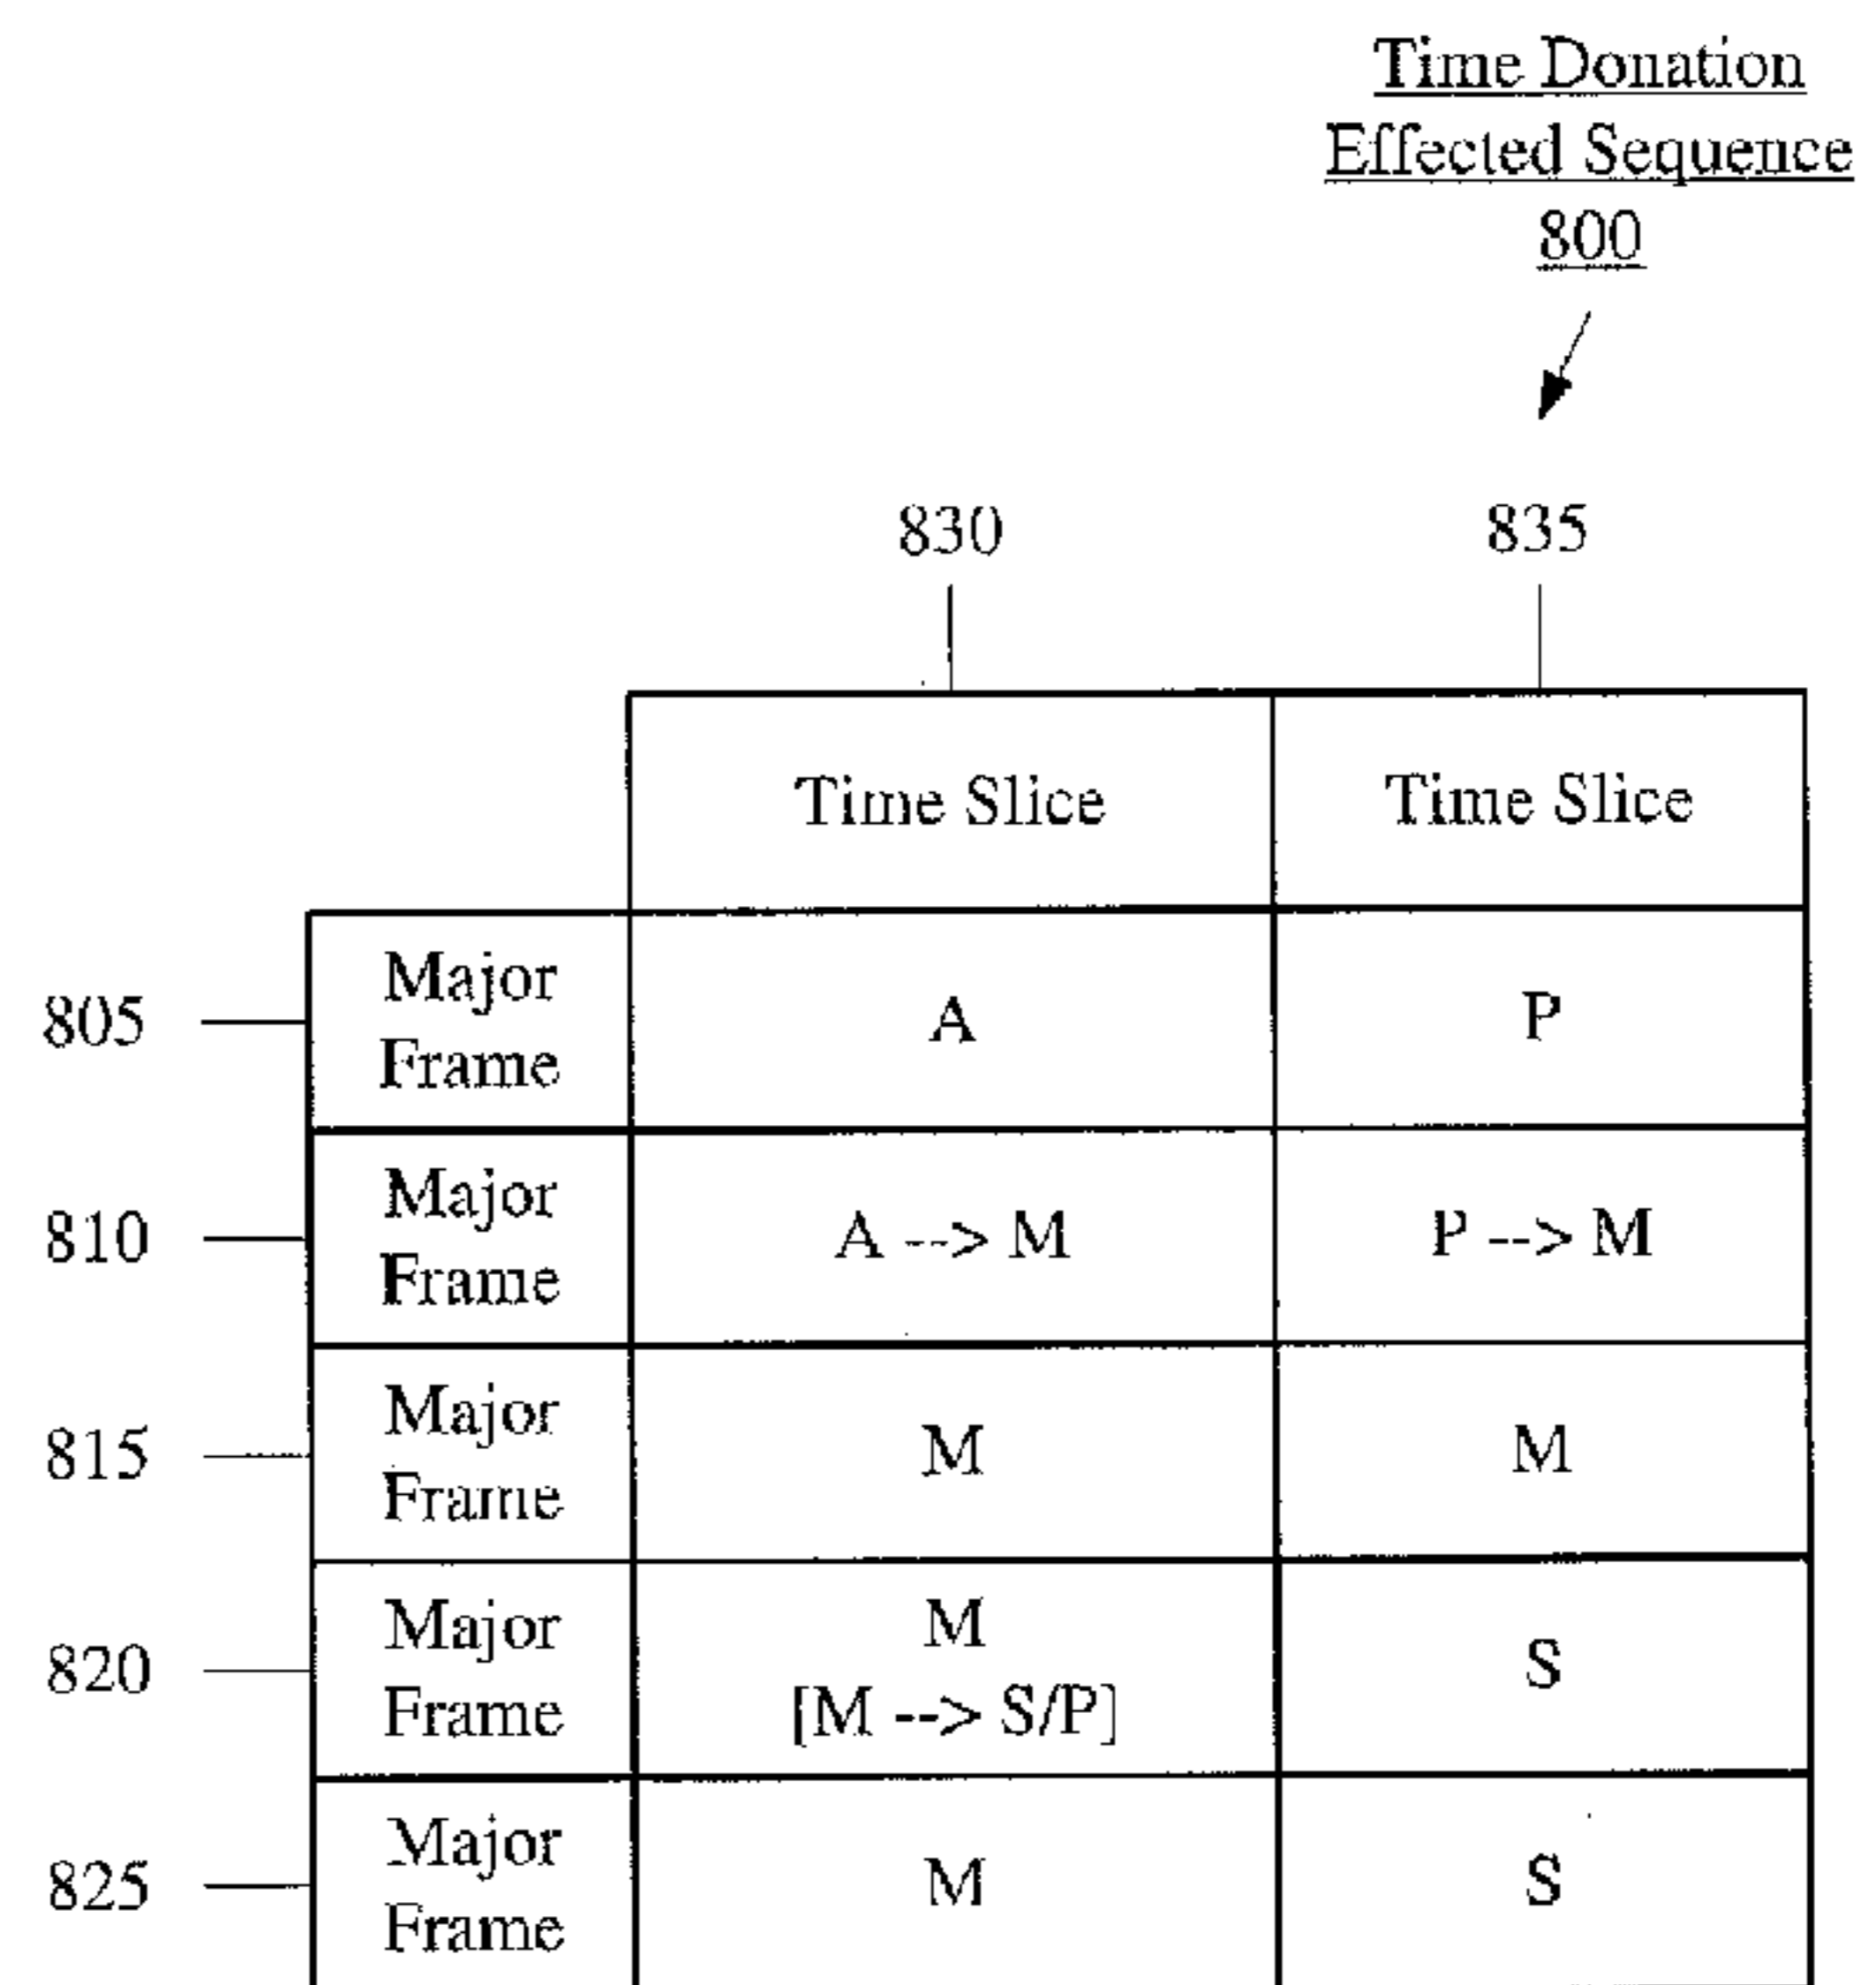 Time Donation
Effected Sequence
800
830 835
Time Slice Time Slice
805 Major Frame A P
810 Major Frame A --> M P --> M
815 Major Frame M M
820 Major Frame M [M --> S/P] S
825 Major Frame M S